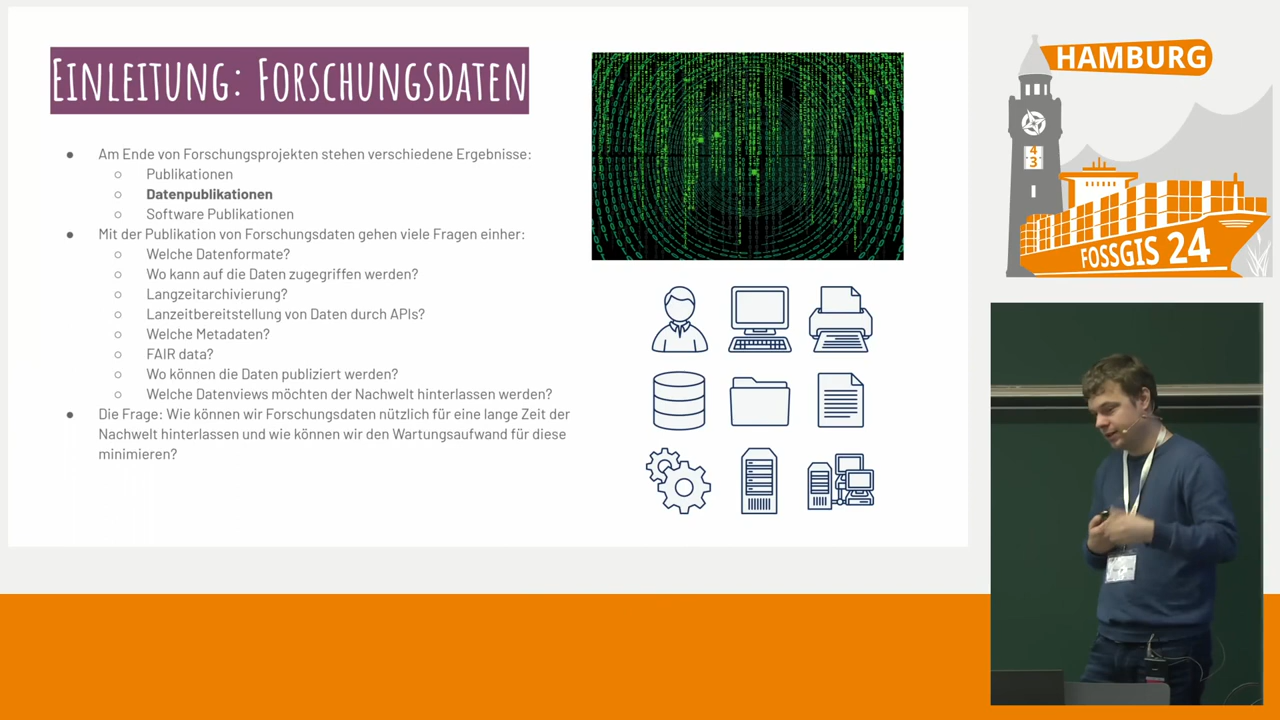 Einleitung: Forschungsdaten
● Am Ende von Forschungsprojekten stehen verschiedene Ergebnisse:
○ Publikationen
○ Datenpublikationen
○ Software Publikationen
● Mit der Publikation von Forschungsdaten gehen viele Fragen einher:
○ Welche Datenformate?
○ Wo kann auf die Daten zugegriffen werden?
○ Langzeitarchivierung?
○ Lanzeitbereitstellung von Daten durch APIs?
○ Welche Metadaten?
○ FAIR data?
○ Wo können die Daten publiziert werden?
○ Welche Datenviews möchten der Nachwelt hinterlassen werden?
● Die Frage: Wie können wir Forschungsdaten nützlich für eine lange Zeit der
Nachwelt hinterlassen und wie können wir den Wartungsaufwand für diese
minimieren?
HAMBURG
4
3
FOSSGIS 24